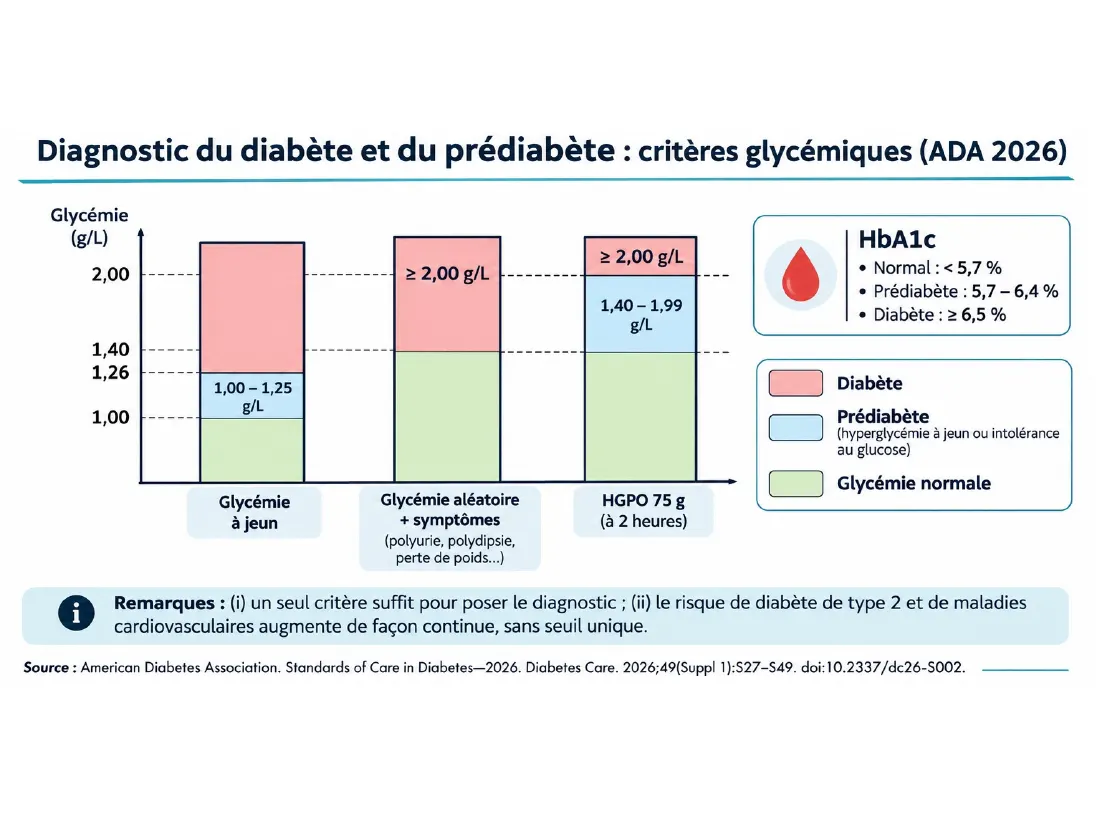 Diagnostic du diabète et du prédiabète : critères glycémiques (ADA 2026)
Glycémie
(g/L)
2,00
1,40
1,26
1,00
1,00 – 1,25
g/L
≥ 2,00 g/L
≥ 2,00 g/L
1,40 – 1,99
g/L
Glycémie
à jeun
Glycémie aléatoire
+ symptômes
(polyurie, polydipsie,
perte de poids...)
HGPO 75 g
(à 2 heures)
HbA1c
• Normal : < 5,7 %
• Prédiabète : 5,7 – 6,4 %
• Diabète : ≥ 6,5 %
Diabète
Prédiabète
(hyperglycémie à jeun ou intolérance
au glucose)
Glycémie normale
i
Remarques : (i) un seul critère suffit pour poser le diagnostic ; (ii) le risque de diabète de type 2 et de maladies
cardiovasculaires augmente de façon continue, sans seuil unique.
Source : American Diabetes Association. Standards of Care in Diabetes—2026. Diabetes Care. 2026;49(Suppl 1):S27–S49. doi:10.2337/dc26-S002.